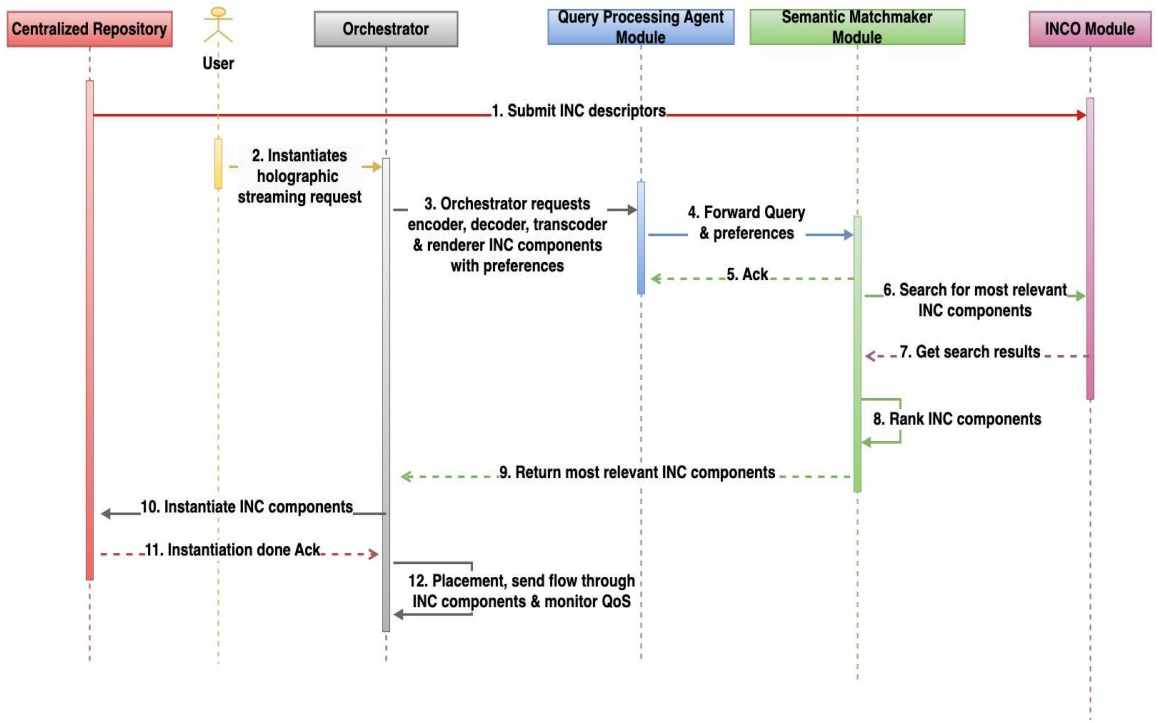 Centralized Repository
User
Orchestrator
Query Processing Agent
Module
Semantic Matchmaker
Module
INCO Module
1. Submit INC descriptors
2. Instantiates
holographic
streaming request
3. Orchestrator requests
encoder, decoder, transcoder
& renderer INC components
with preferences
4. Forward Query
& preferences
5. Ack
6. Search for most relevant
INC components
7. Get search results
8. Rank INC components
9. Return most relevant INC components
10. Instantiate INC components
11. Instantiation done Ack
12. Placement, send flow through
INC components & monitor QoS